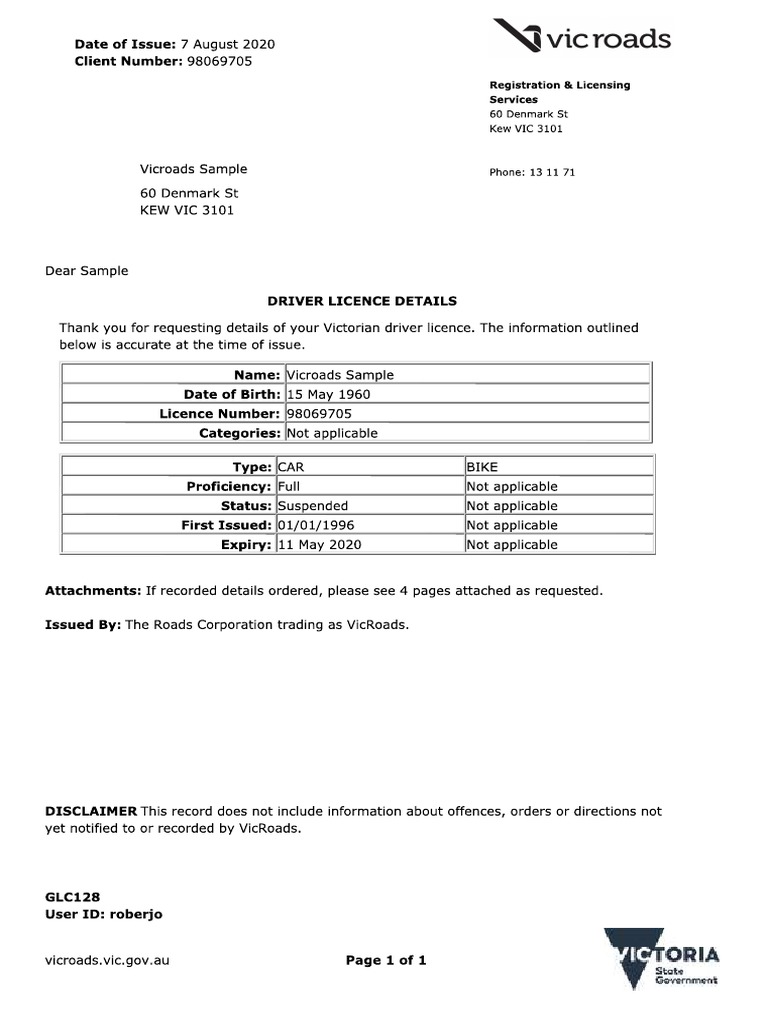 Date of Issue: 7 August 2020
Client Number: 98069705
vic roads
Registration & Licensing
Services
60 Denmark St
Kew VIC 3101
Phone: 13 11 71
Vicroads Sample
60 Denmark St
KEW VIC 3101
Dear Sample
DRIVER LICENCE DETAILS
Thank you for requesting details of your Victorian driver licence. The information outlined
below is accurate at the time of issue.
Name: Vicroads Sample
Date of Birth: 15 May 1960
Licence Number: 98069705
Categories: Not applicable
Type: CAR BIKE
Proficiency: Full Not applicable
Status: Suspended Not applicable
First Issued: 01/01/1996 Not applicable
Expiry: 11 May 2020 Not applicable
Attachments: If recorded details ordered, please see 4 pages attached as requested.
Issued By: The Roads Corporation trading as VicRoads.
DISCLAIMER This record does not include information about offences, orders or directions not
yet notified to or recorded by VicRoads.
GLC128
User ID: roberjo
vicroads.vic.gov.au
Page 1 of 1
VICTORIA
State
Government